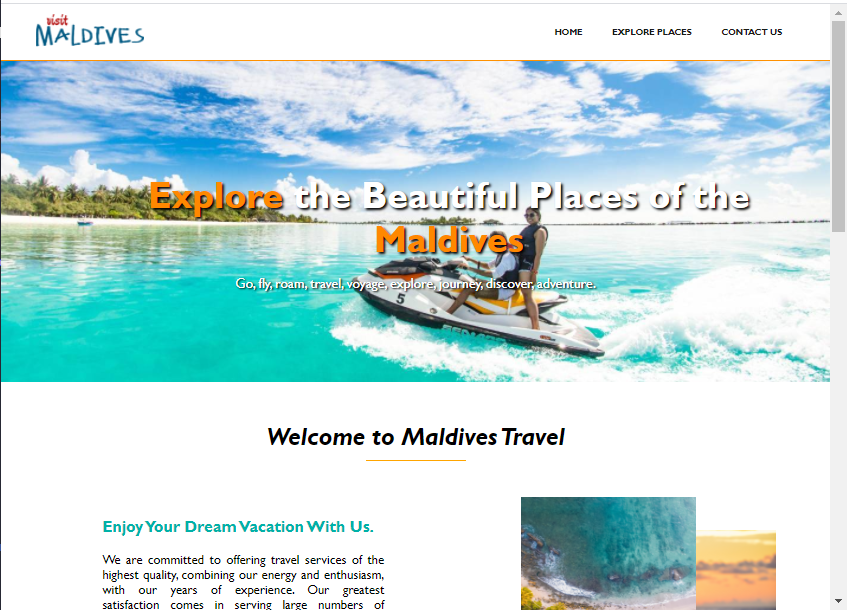 visit
MALDIVES
HOME EXPLORE PLACES CONTACT US
Explore the Beautiful Places of the
Maldives
Go, fly, roam, travel, voyage, explore, journey, discover, adventure.
5
Welcome to Maldives Travel
Enjoy Your Dream Vacation With Us.
We are committed to offering travel services of the
highest quality, combining our energy and enthusiasm,
with our years of experience. Our greatest
satisfaction comes in serving large numbers of